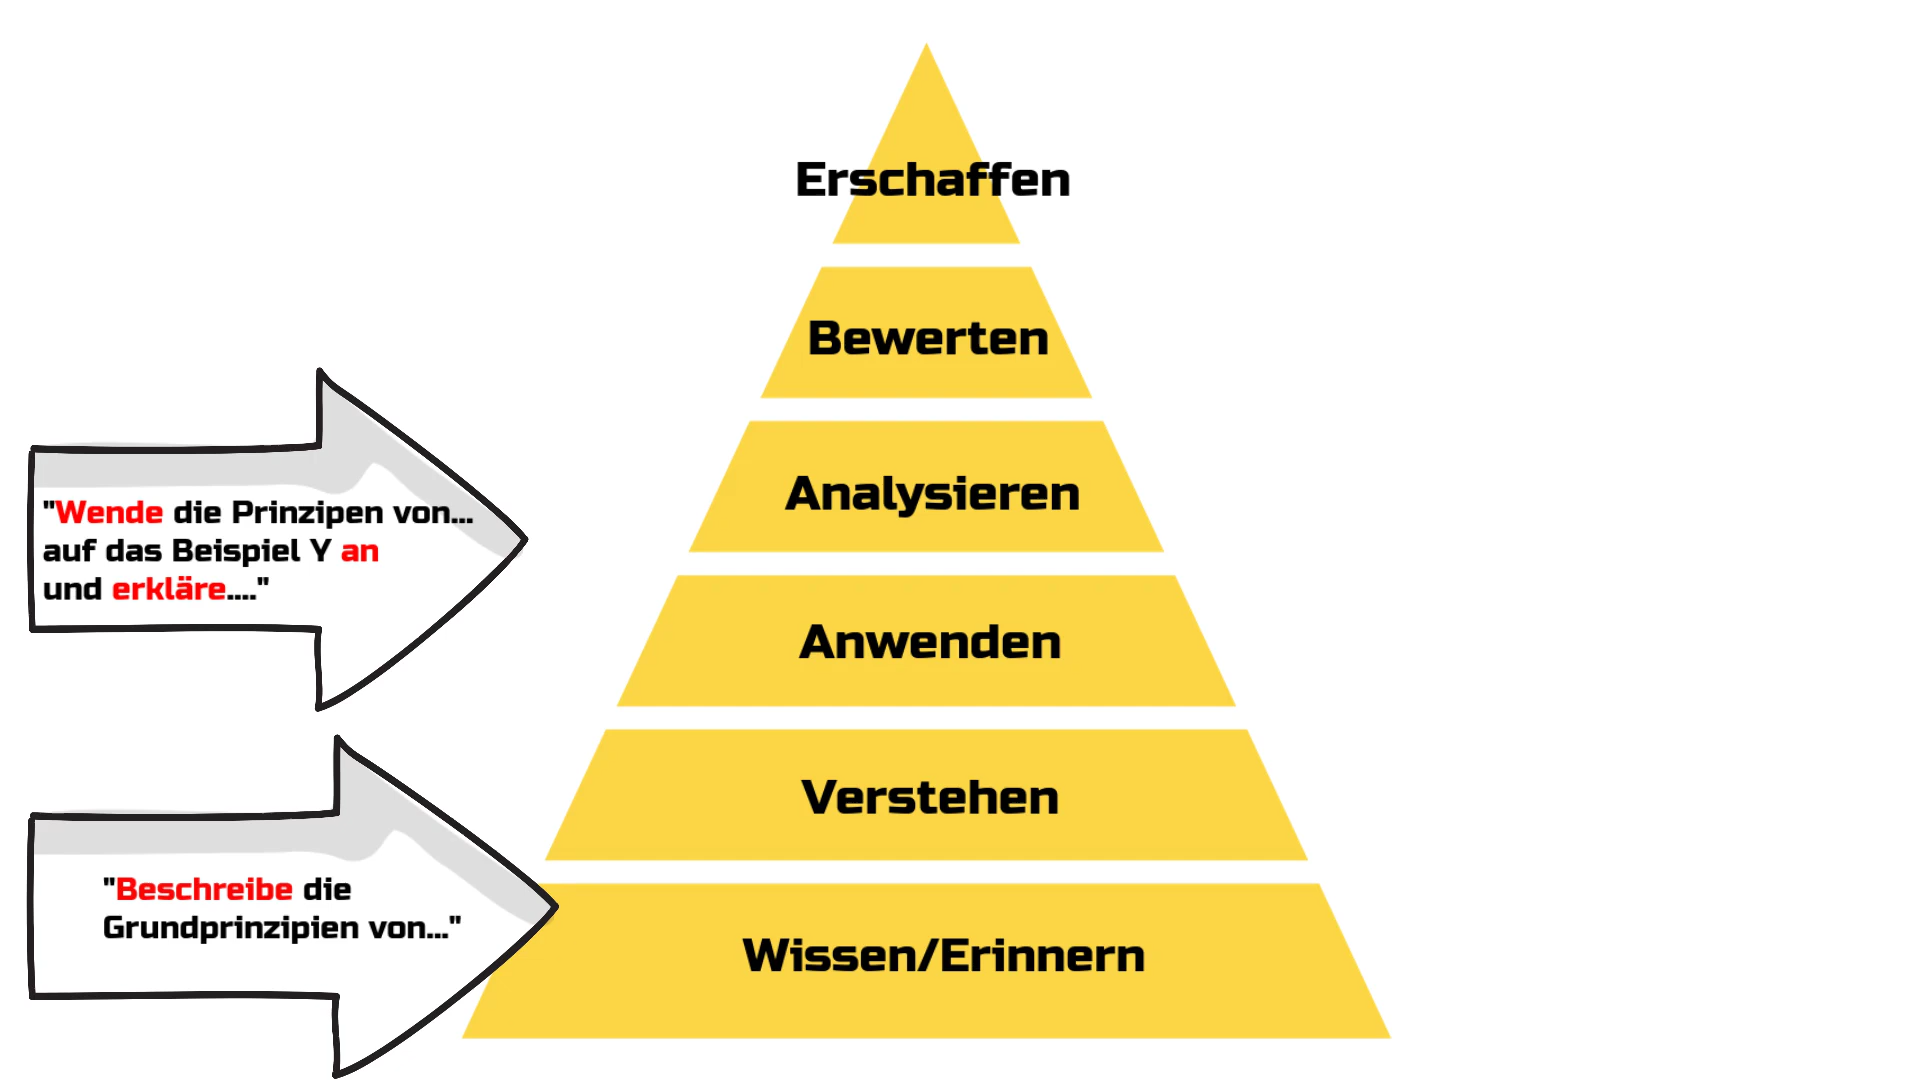 Erschaffen
Bewerten
Analysieren
"Wende die Prinzipen von...
auf das Beispiel Y an
und erkläre...."
Anwenden
Verstehen
"Beschreibe die
Grundprinzipien von..."
Wissen/Erinnern